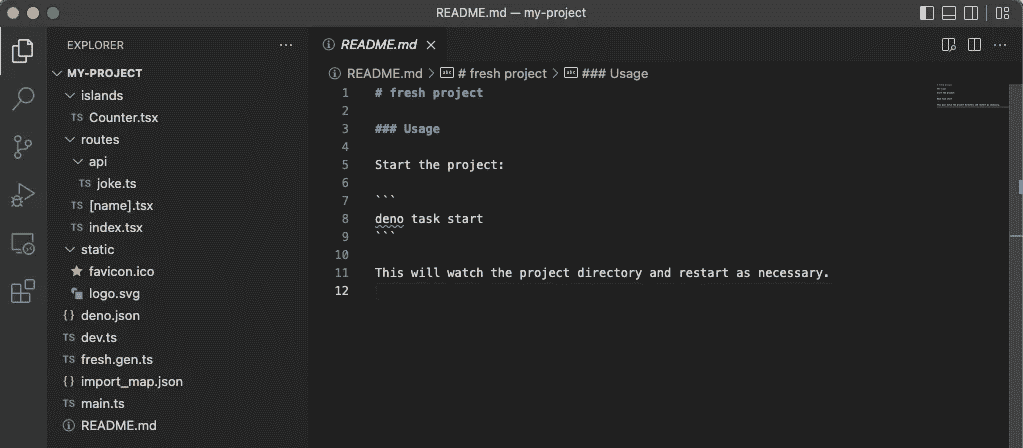 README.md — my-project
EXPLORER
MY-PROJECT
islands
TS Counter.tsx
routes
api
TS joke.ts
TS [name].tsx
TS index.tsx
static
favicon.ico
logo.svg
{} deno.json
TS dev.ts
TS fresh.gen.ts
{} import_map.json
TS main.ts
README.md
README.md
README.md > # fresh project > ### Usage
1 # fresh project
2
3 ### Usage
4
5 Start the project:
6
7 ```
8 deno task start
9 ```
10
11 This will watch the project directory and restart as necessary.
12